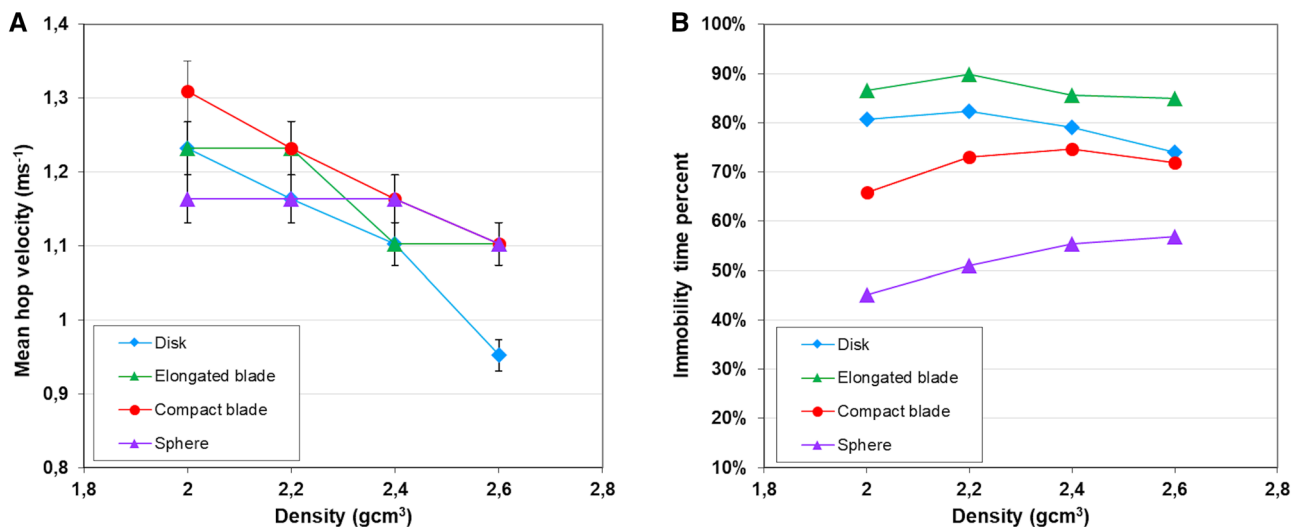 A
1,4
1,3
1,2
1,1
1
0,9
0,8
Mean hop velocity (ms-1)
Disk
Elongated blade
Compact blade
Sphere
1,8
2
2,2
2,4
2,6
2,8
Density (gcm³)
B
100%
90%
80%
70%
60%
50%
40%
30%
20%
10%
Immobility time percent
Disk
Elongated blade
Compact blade
Sphere
1,8
2
2,2
2,4
2,6
2,8
Density (gcm³)